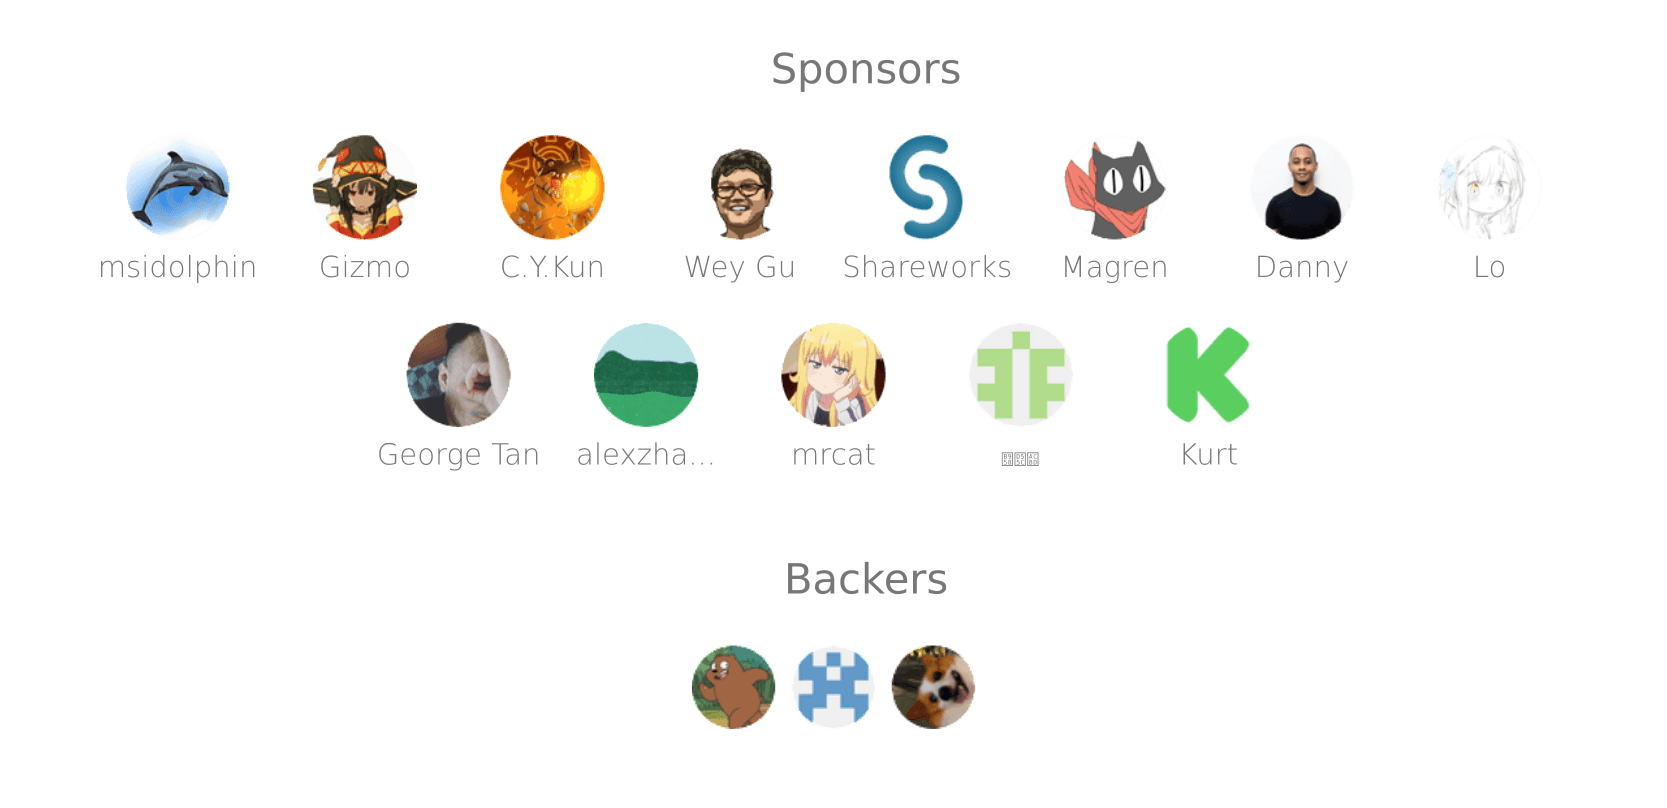 Sponsors
msidolphin Gizmo C.Y.Kun Wey Gu Shareworks Magren Danny Lo
George Tan alexzha... mrcat Kurt
Backers